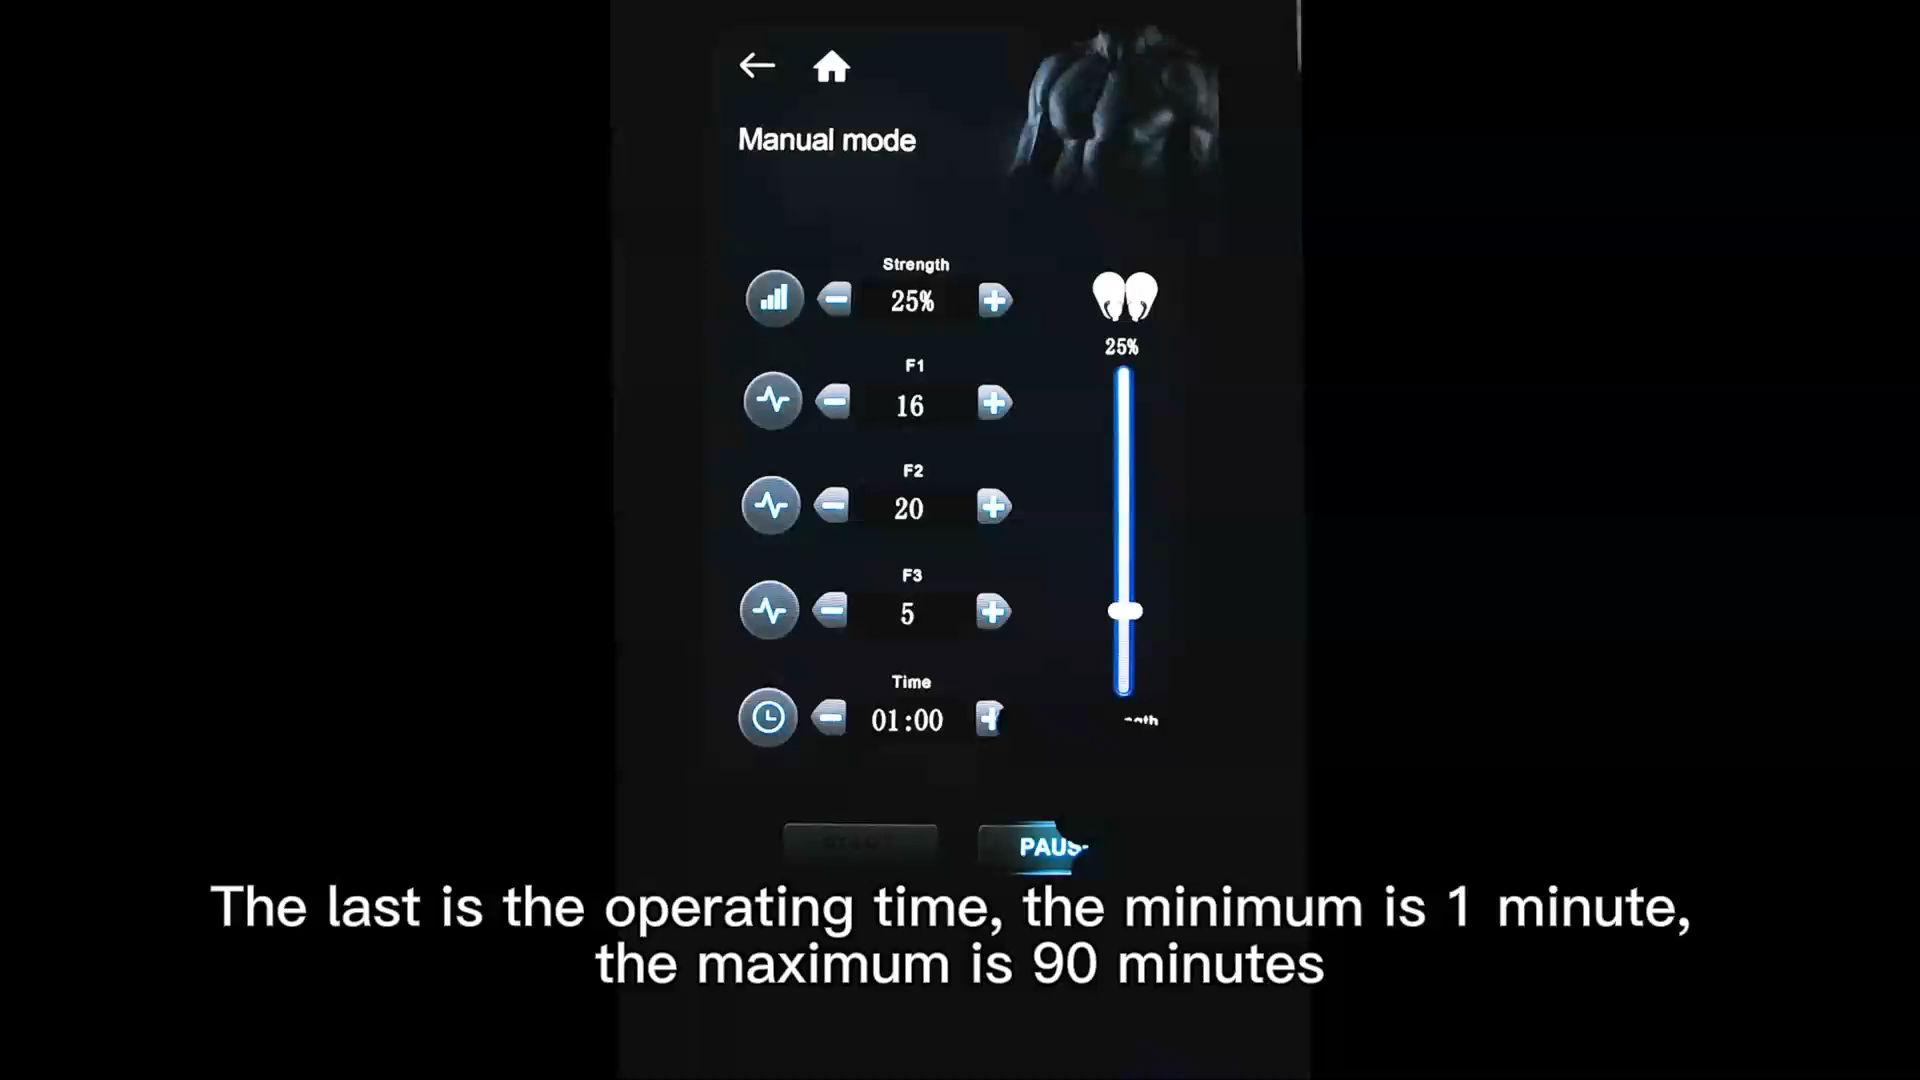 Manual mode
Strength
25%
25%
F1
16
F2
20
F3
5
Time
01:00
The last is the operating time, the minimum is 1 minute,
the maximum is 90 minutes